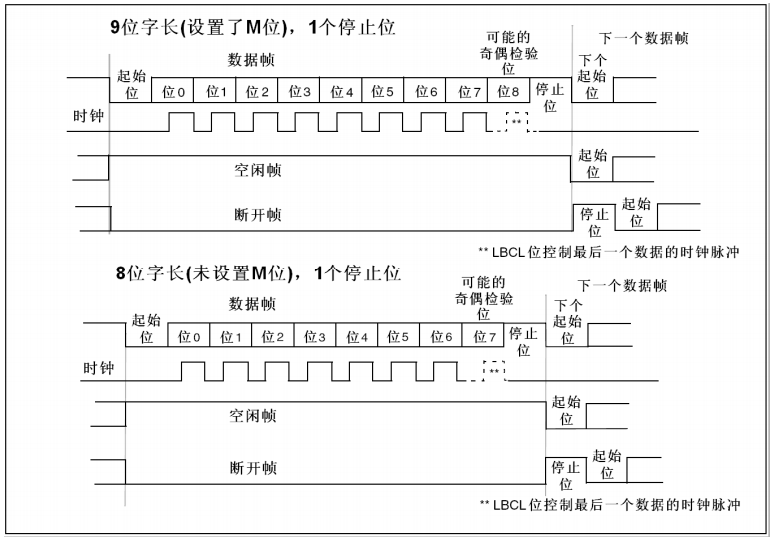 9位字长(设置了M位)，1个停止位
可能的
奇偶检验
位
下一个数据帧
数据帧
下个
起始
位
起始
位
位0 位1 位2 位3 位4 位5 位6 位7 位8
停止
位
时钟
**
空闲帧
起始
位
断开帧
停止
位
起始
位
** LBCL位控制最后一个数据的时钟脉冲
8位字长(未设置M位)，1个停止位
可能的
奇偶检验
位
下一个数据帧
数据帧
下个
起始
位
起始
位
位0 位1 位2 位3 位4 位5 位6 位7
停止
位
时钟
**
空闲帧
起始
位
断开帧
停止
位
起始
位
** LBCL位控制最后一个数据的时钟脉冲